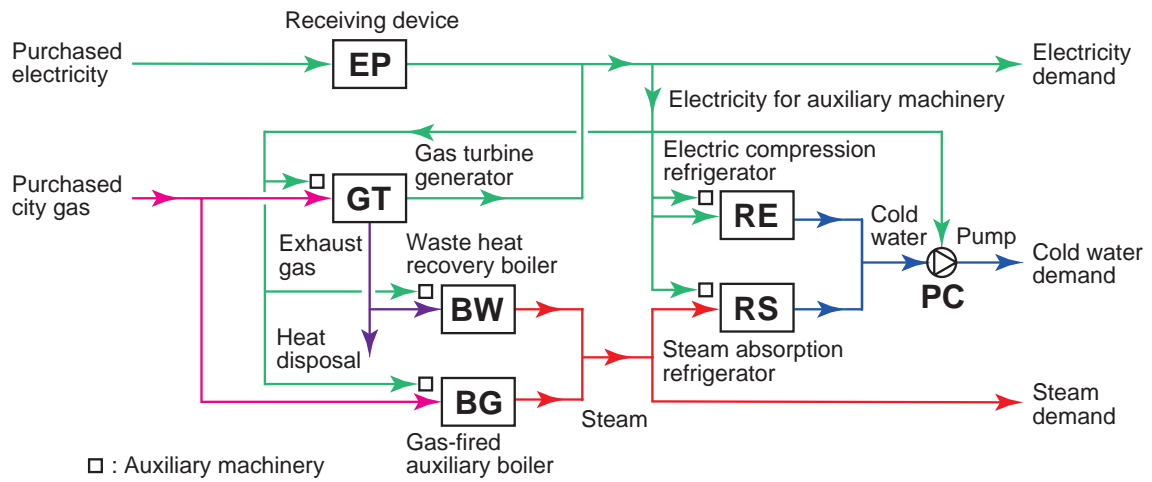 Receiving device
Purchased
electricity
EP
Electricity
demand
Electricity for auxiliary machinery
Purchased
city gas
Gas turbine
generator
GT
Electric compression
refrigerator
RE
Exhaust
gas
Waste heat
recovery boiler
BW
Cold
water
Pump
PC
Cold water
demand
RS
Heat
disposal
Steam absorption
refrigerator
BG
Steam
Steam
demand
Gas-fired
auxiliary boiler
: Auxiliary machinery